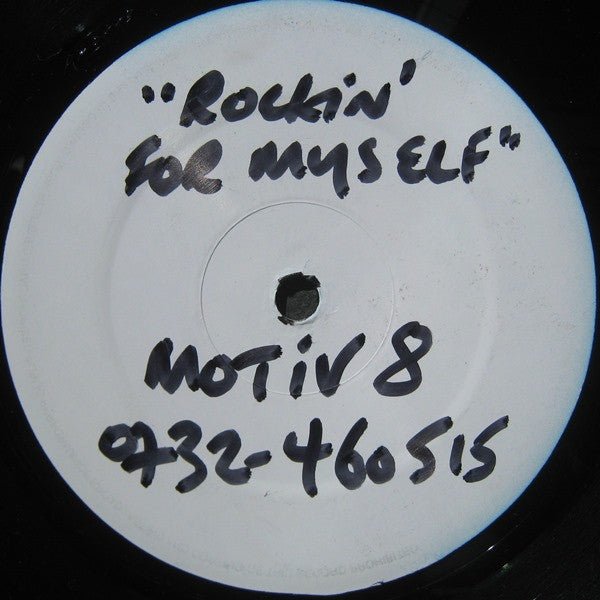 "Rockin'
FOR MYSELF"
MOTIV 8
0732-460515